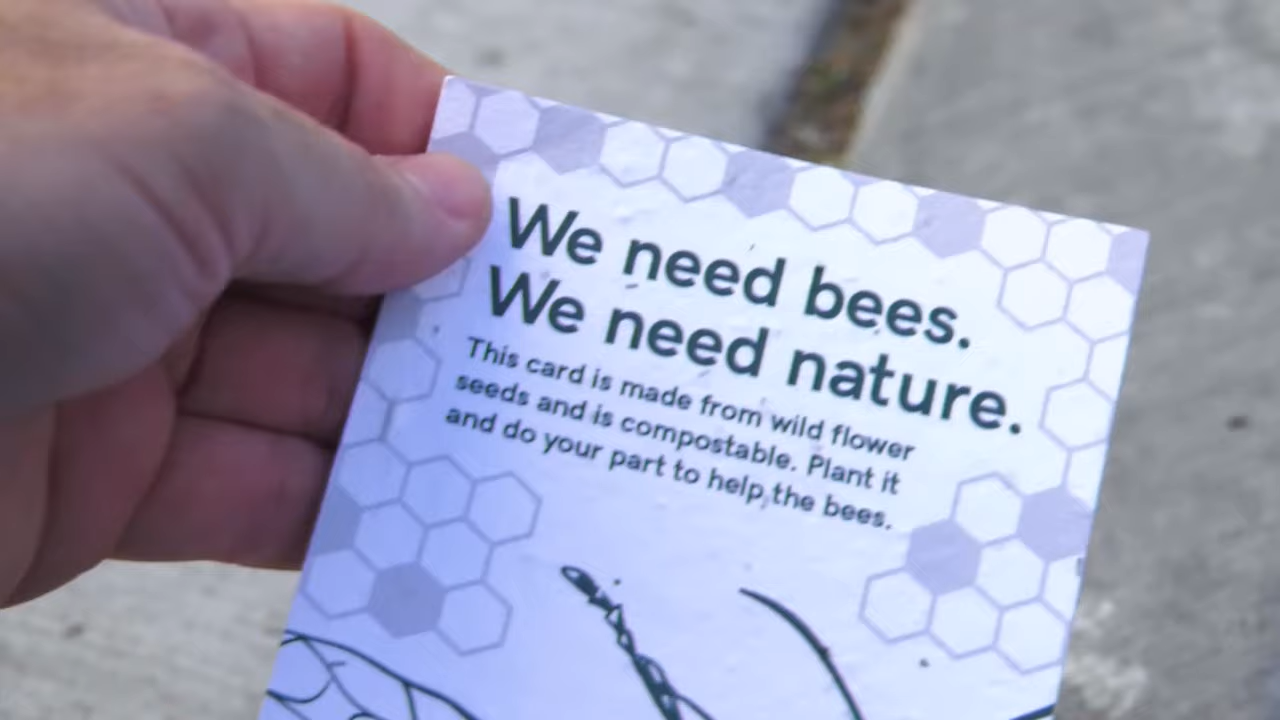 We need bees.
We need nature.
This card is made from wild flower
seeds and is compostable. Plant it
and do your part to help the bees.